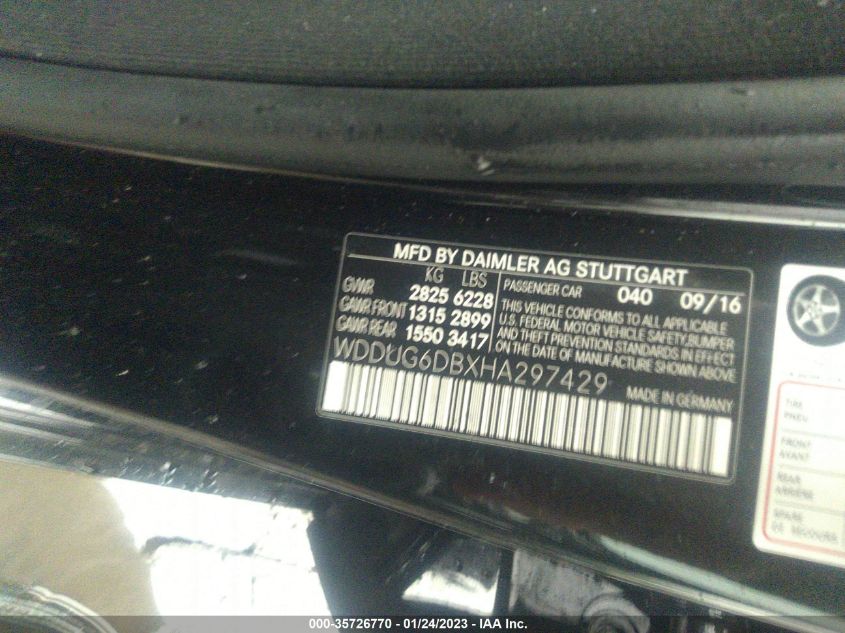 MFD BY DAIMLER AG STUTTGART
KG LBS
GVWR 2825 6228
GAWR FRONT 1315 2899
GAWR REAR 1550 3417
PASSENGER CAR 040 09/16
THIS VEHICLE CONFORMS TO ALL APPLICABLE
U.S. FEDERAL MOTOR VEHICLE SAFETY,BUMPER
AND THEFT PREVENTION STANDARDS IN EFFECT
ON THE DATE OF MANUFACTURE SHOWN ABOVE
WDDUG6DBXHA297429
MADE IN GERMANY
TIRE
PNEU
FRONT
AVANT
REAR
ARRIÈRE
SPARE
DE SECOURS
000-35726770 - 01/24/2023 - IAA Inc.